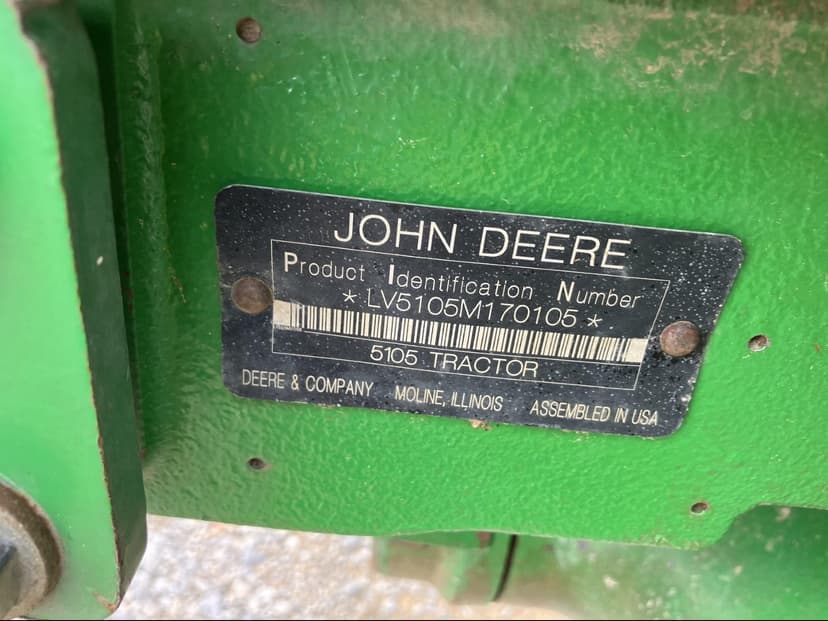 JOHN DEERE
Product Identification Number
*LV5105M170105*
5105 TRACTOR
DEERE & COMPANY MOLINE, ILLINOIS ASSEMBLED IN USA